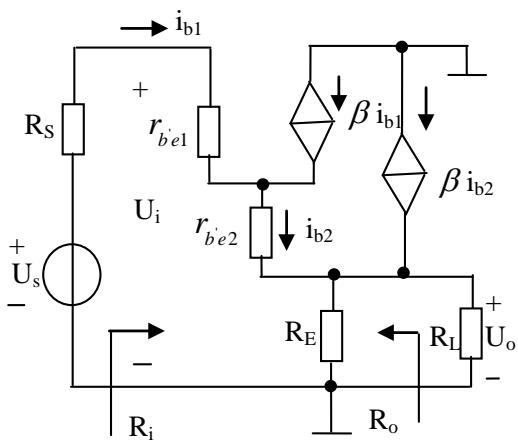 i_b1
+
R_S
r_b'e1
β i_b1
β i_b2
U_i
r_b'e2
i_b2
+
U_s
−
R_E
R_L
+
U_o
−
−
R_i
R_o